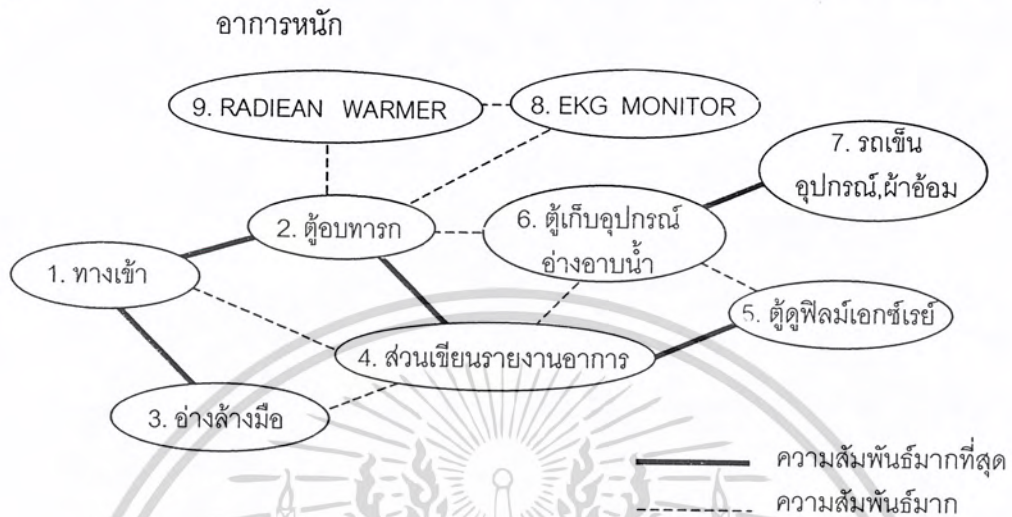 อาการหนัก
9. RADIEAN WARMER
8. EKG MONITOR
7. รถเข็น
อุปกรณ์,ผ้าอ้อม
2. ตู้อบทารก
6. ตู้เก็บอุปกรณ์
อ่างอาบน้ำ
1. ทางเข้า
5. ตู้ดูฟิลม์เอกซ์เรย์
4. ส่วนเขียนรายงานอาการ
3. อ่างล้างมือ
ความสัมพันธ์มากที่สุด
ความสัมพันธ์มาก